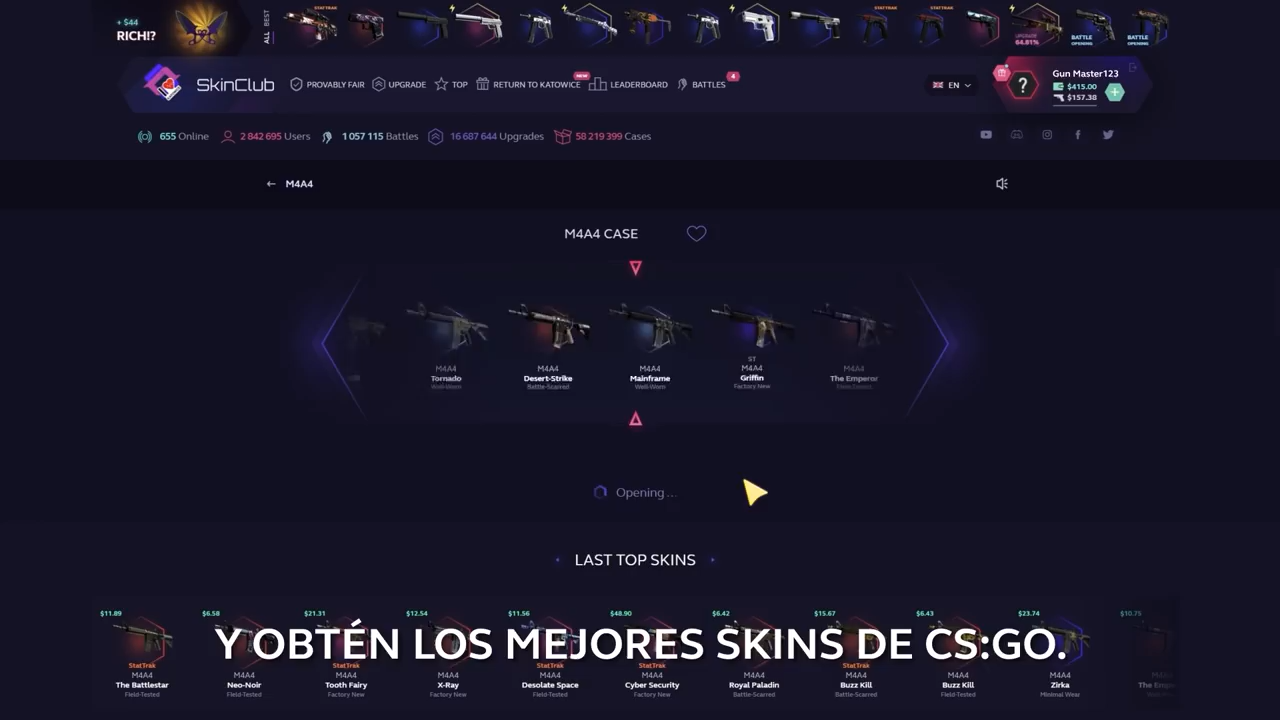 + $44
RICH!?
ALL BEST
STATTRAK
STATTRAK
STATTRAK
UPGRADE
64.61%
BATTLE
OPENING
BATTLE
OPENING
SkinClub
PROVABLY FAIR
UPGRADE
TOP
RETURN TO KATOWICE
NEW
LEADERBOARD
BATTLES
4
EN
?
Gun Master123
$415.00
$157.38
+
655 Online
2 842 695 Users
1 057 115 Battles
16 687 644 Upgrades
58 219 399 Cases
← M4A4
M4A4 CASE
M4A4
Tornado
Well-Worn
M4A4
Desert-Strike
Battle-Scarred
M4A4
Mainframe
Well-Worn
ST
M4A4
Griffin
Factory New
M4A4
The Emperor
Opening...
LAST TOP SKINS
$11.89
StatTrak
M4A4
The Battlestar
Field-Tested
$6.58
M4A4
Neo-Noir
Field-Tested
$21.31
StatTrak
M4A4
Tooth Fairy
Factory New
$12.54
M4A4
X-Ray
Factory New
$11.56
StatTrak
M4A4
Desolate Space
Field-Tested
$48.90
StatTrak
M4A4
Cyber Security
Factory New
$6.42
M4A4
Royal Paladin
Battle-Scarred
$15.67
StatTrak
M4A4
Buzz Kill
Battle-Scarred
$6.43
M4A4
Buzz Kill
Field-Tested
$23.74
M4A4
Zirka
Minimal Wear
$10.75
The Emp
Y OBTÉN LOS MEJORES SKINS DE CS:GO.